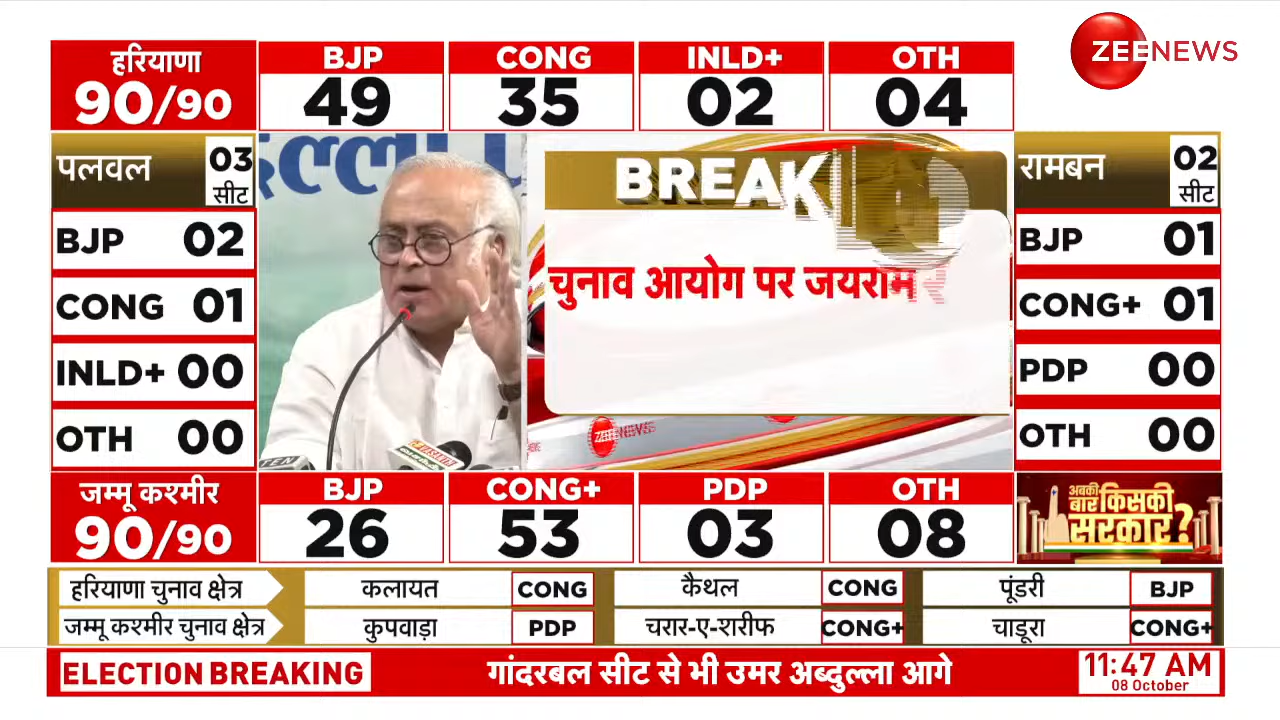 हरियाणा
90/90
BJP
49
CONG
35
INLD+
02
OTH
04
ZEENEWS
पलवल
03
सीट
BJP 02
CONG 01
INLD+ 00
OTH 00
BREAK
चुनाव आयोग पर जयराम
ZEENEWS
रामबन
02
सीट
BJP 01
CONG+ 01
PDP 00
OTH 00
जम्मू कश्मीर
90/90
BJP
26
CONG+
53
PDP
03
OTH
08
अबकी
बार किसकी
सरकार?
हरियाणा चुनाव क्षेत्र कलायत CONG कैथल CONG पूंडरी BJP
जम्मू कश्मीर चुनाव क्षेत्र कुपवाड़ा PDP चरार-ए-शरीफ CONG+ चाडूरा CONG+
ELECTION BREAKING गांदरबल सीट से भी उमर अब्दुल्ला आगे 11:47 AM
08 October